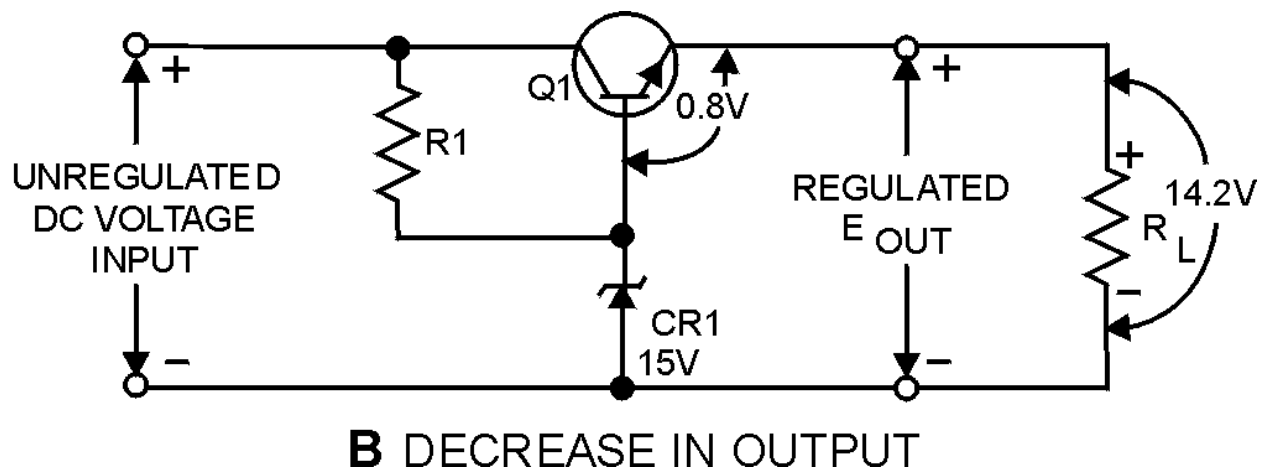 +
Q1
0.8V
+
R1
+
UNREGULATED
DC VOLTAGE
INPUT
REGULATED
E OUT
14.2V
R L
CR1
15V
−
−
−
B DECREASE IN OUTPUT